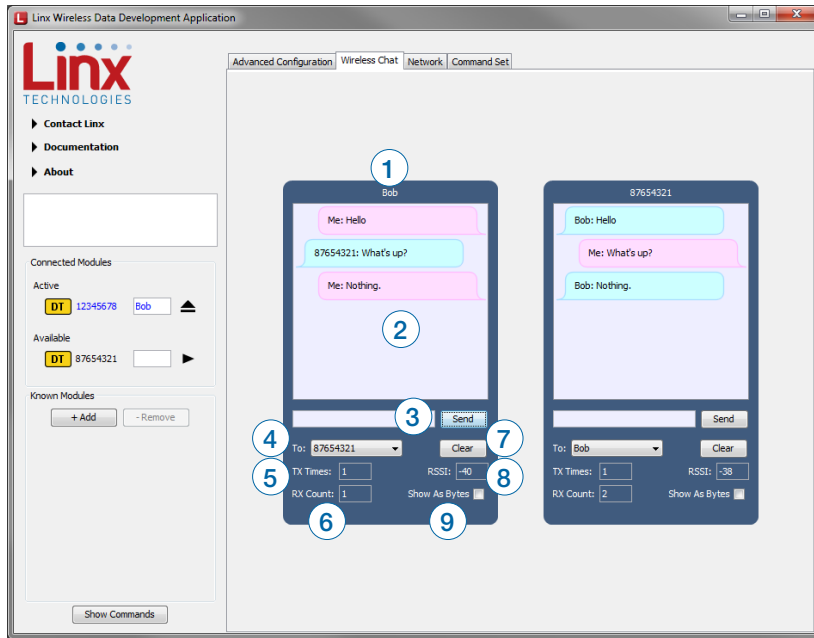 Linx Wireless Data Development Application
Linx
TECHNOLOGIES
Contact Linx
Documentation
About
Connected Modules
Active
DT 12345678 Bob
Available
DT 87654321
Known Modules
+ Add - Remove
Show Commands
Advanced Configuration Wireless Chat Network Command Set
1
Bob
Me: Hello
87654321: What's up?
Me: Nothing.
2
3 Send
4 To: 87654321 Clear 7
5 TX Times: 1 RSSI: -40 8
RX Count: 1 Show As Bytes
6 9
87654321
Bob: Hello
Me: What's up?
Bob: Nothing.
Send
To: Bob Clear
TX Times: 1 RSSI: -38
RX Count: 2 Show As Bytes